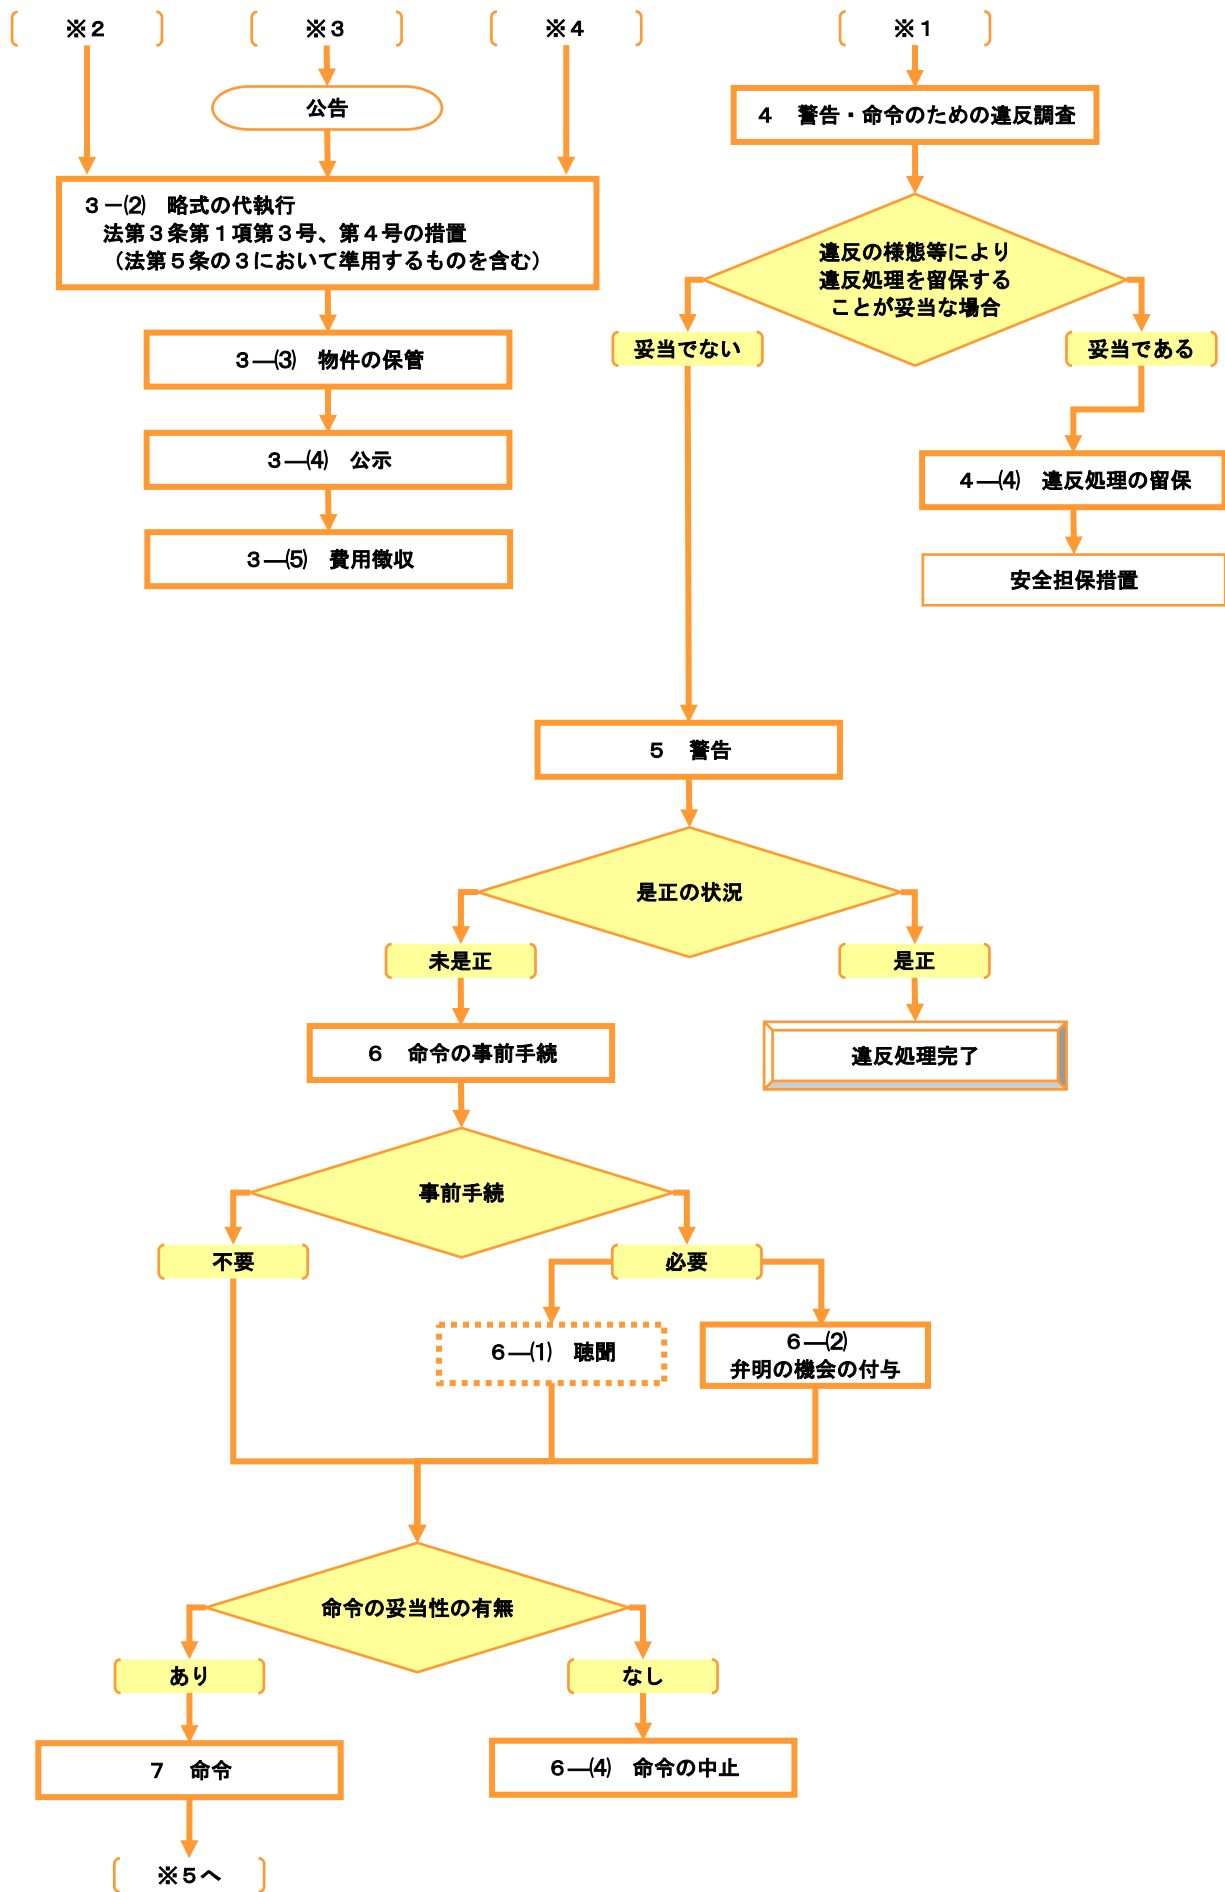 ※２
※３
※４
※１
公告
４　警告・命令のための違反調査
３－⑵　略式の代執行
法第３条第１項第３号、第４号の措置
（法第５条の３において準用するものを含む）
違反の様態等により
違反処理を留保する
ことが妥当な場合
妥当でない
妥当である
３―⑶　物件の保管
３―⑷　公示
４―⑷　違反処理の留保
３―⑸　費用徴収
安全担保措置
５　警告
是正の状況
未是正
是正
６　命令の事前手続
違反処理完了
事前手続
不要
必要
６―⑴　聴聞
６―⑵
弁明の機会の付与
命令の妥当性の有無
あり
なし
７　命令
６―⑷　命令の中止
※５へ